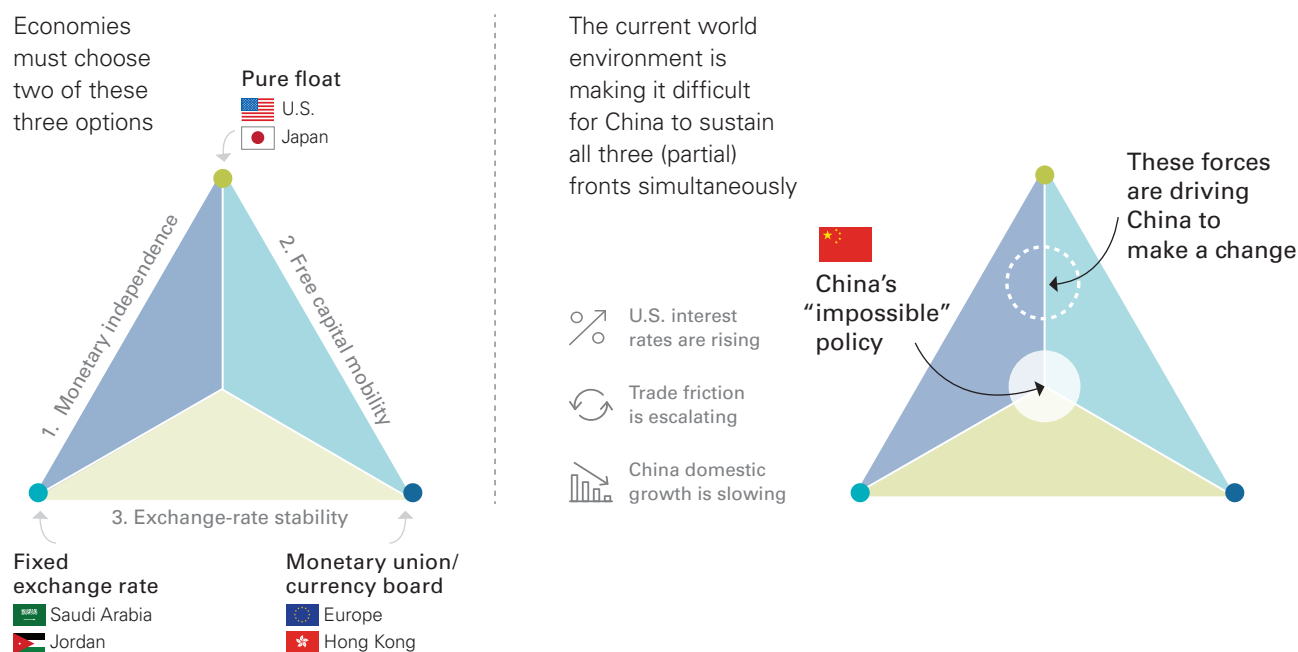 Economies
must choose
two of these
three options
Pure float
U.S.
Japan
1. Monetary independence
2. Free capital mobility
3. Exchange-rate stability
Fixed
exchange rate
Saudi Arabia
Jordan
Monetary union/
currency board
Europe
Hong Kong
The current world
environment is
making it difficult
for China to sustain
all three (partial)
fronts simultaneously
U.S. interest
rates are rising
Trade friction
is escalating
China domestic
growth is slowing
China’s
“impossible”
policy
These forces
are driving
China to
make a change